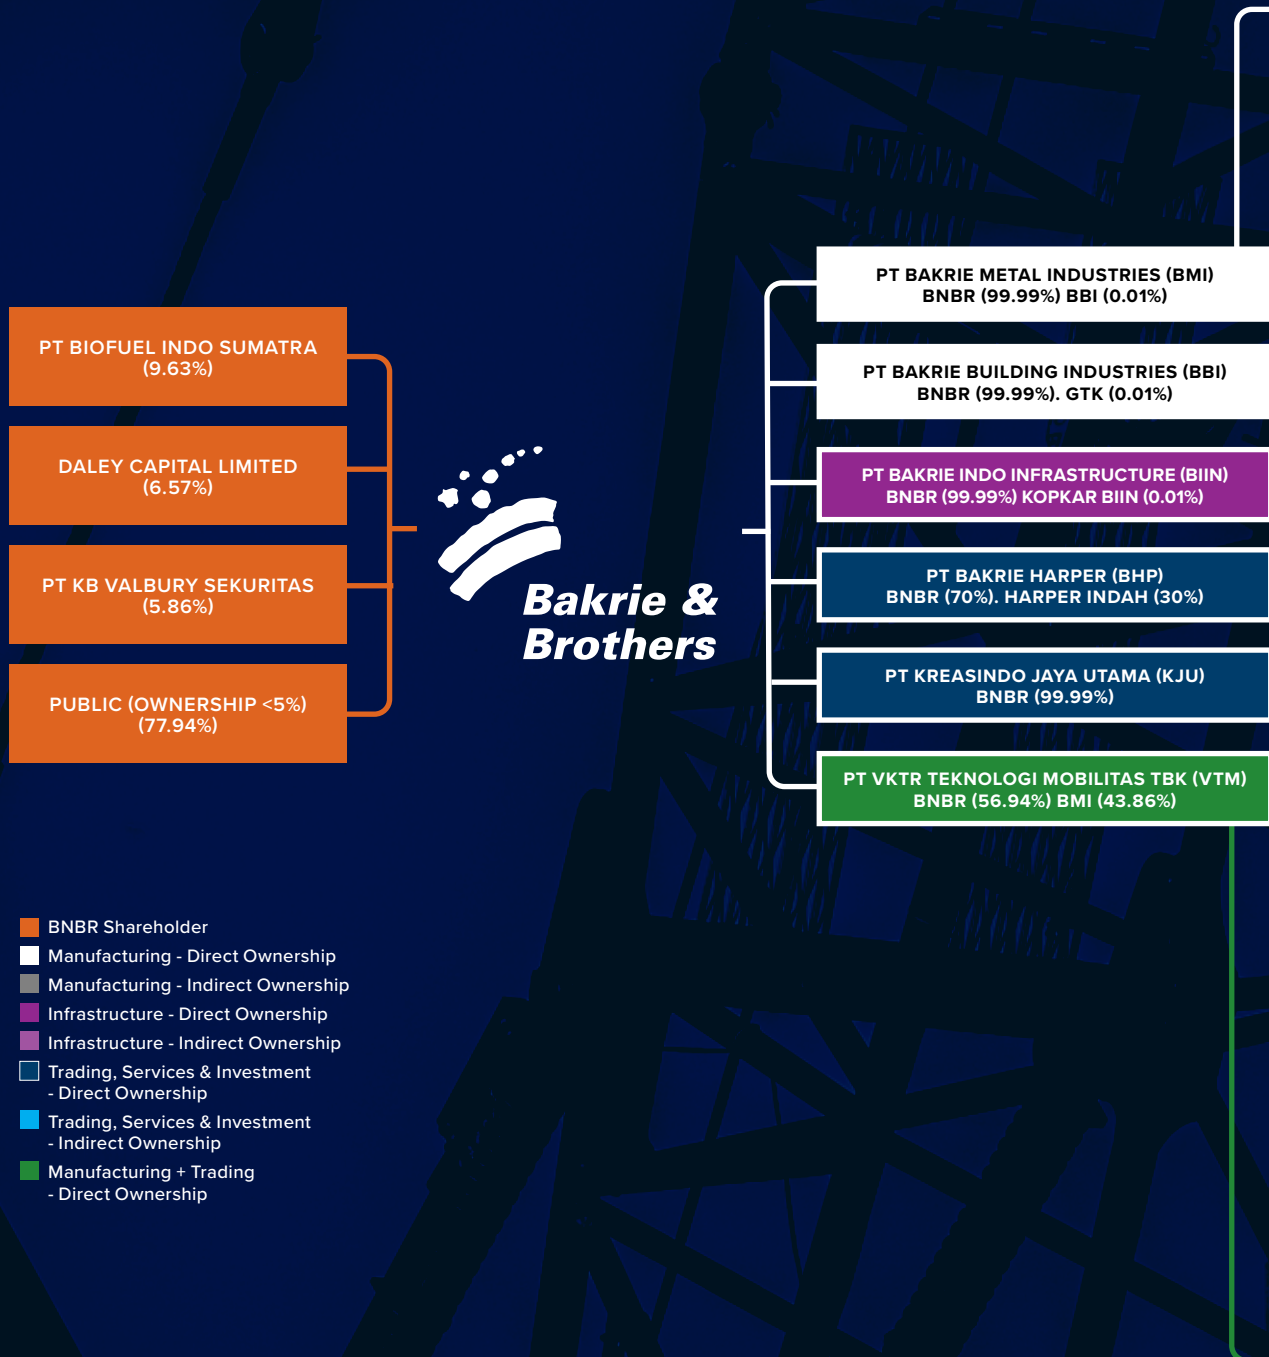 PT BIOFUEL INDO SUMATRA
(9.63%)
DALEY CAPITAL LIMITED
(6.57%)
PT KB VALBURY SEKURITAS
(5.86%)
PUBLIC (OWNERSHIP <5%)
(77.94%)
Bakrie &
Brothers
PT BAKRIE METAL INDUSTRIES (BMI)
BNBR (99.99%) BBI (0.01%)
PT BAKRIE BUILDING INDUSTRIES (BBI)
BNBR (99.99%). GTK (0.01%)
PT BAKRIE INDO INFRASTRUCTURE (BIIN)
BNBR (99.99%) KOPKAR BIIN (0.01%)
PT BAKRIE HARPER (BHP)
BNBR (70%). HARPER INDAH (30%)
PT KREASINDO JAYA UTAMA (KJU)
BNBR (99.99%)
PT VKTR TEKNOLOGI MOBILITAS TBK (VTM)
BNBR (56.94%) BMI (43.86%)
BNBR Shareholder
Manufacturing - Direct Ownership
Manufacturing - Indirect Ownership
Infrastructure - Direct Ownership
Infrastructure - Indirect Ownership
Trading, Services & Investment
- Direct Ownership
Trading, Services & Investment
- Indirect Ownership
Manufacturing + Trading
- Direct Ownership